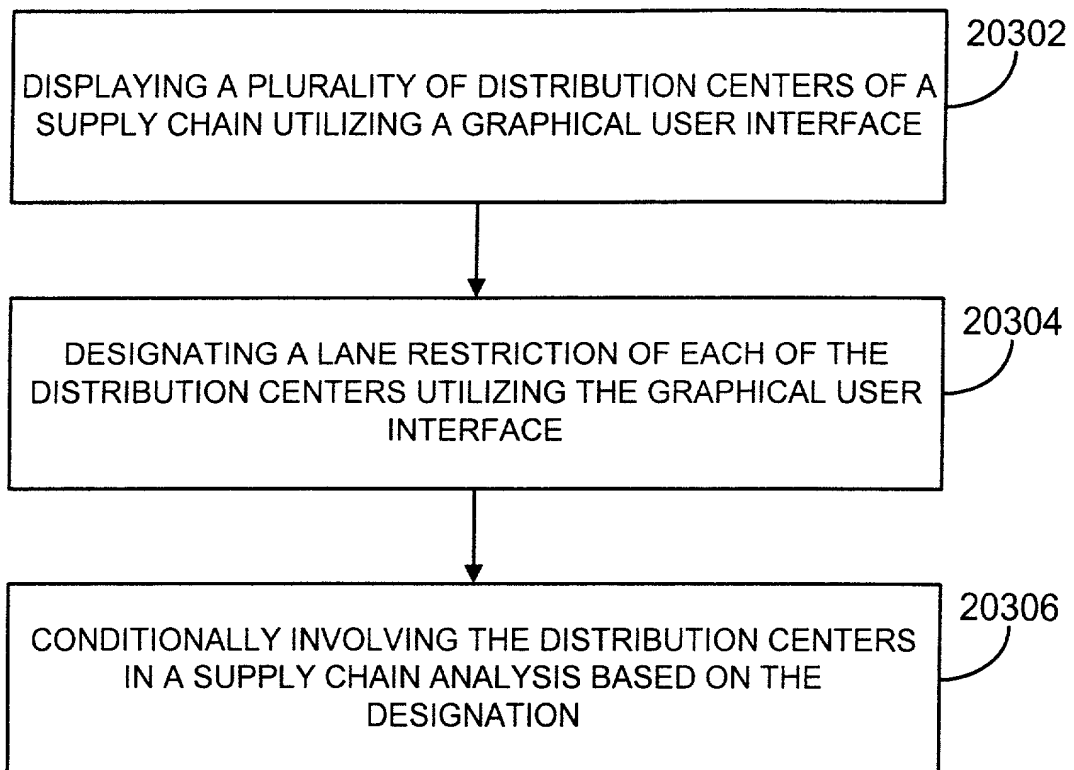 20302
DISPLAYING A PLURALITY OF DISTRIBUTION CENTERS OF A
SUPPLY CHAIN UTILIZING A GRAPHICAL USER INTERFACE
20304
DESIGNATING A LANE RESTRICTION OF EACH OF THE
DISTRIBUTION CENTERS UTILIZING THE GRAPHICAL USER
INTERFACE
20306
CONDITIONALLY INVOLVING THE DISTRIBUTION CENTERS
IN A SUPPLY CHAIN ANALYSIS BASED ON THE
DESIGNATION